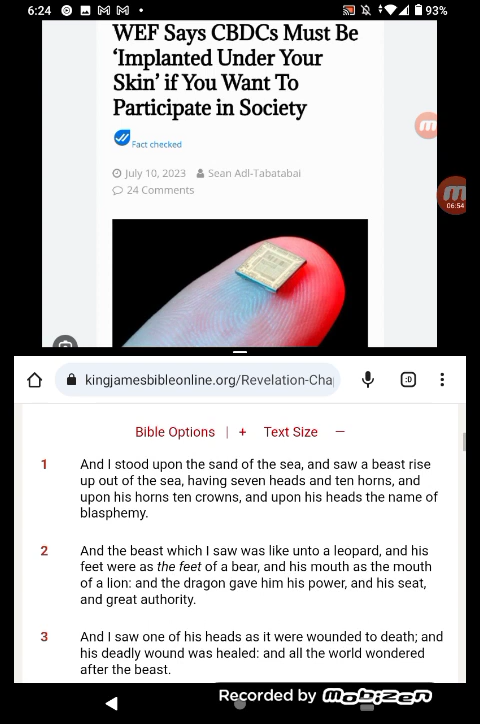 6:24
93%
WEF Says CBDCs Must Be
‘Implanted Under Your
Skin’ if You Want To
Participate in Society
Fact checked
July 10, 2023 Sean Adl-Tabatabai
24 Comments
06:54
kingjamesbibleonline.org/Revelation-Cha
:D
Bible Options | + Text Size —
1 And I stood upon the sand of the sea, and saw a beast rise
up out of the sea, having seven heads and ten horns, and
upon his horns ten crowns, and upon his heads the name of
blasphemy.
2 And the beast which I saw was like unto a leopard, and his
feet were as the feet of a bear, and his mouth as the mouth
of a lion: and the dragon gave him his power, and his seat,
and great authority.
3 And I saw one of his heads as it were wounded to death; and
his deadly wound was healed: and all the world wondered
after the beast.
Recorded by Mobizen